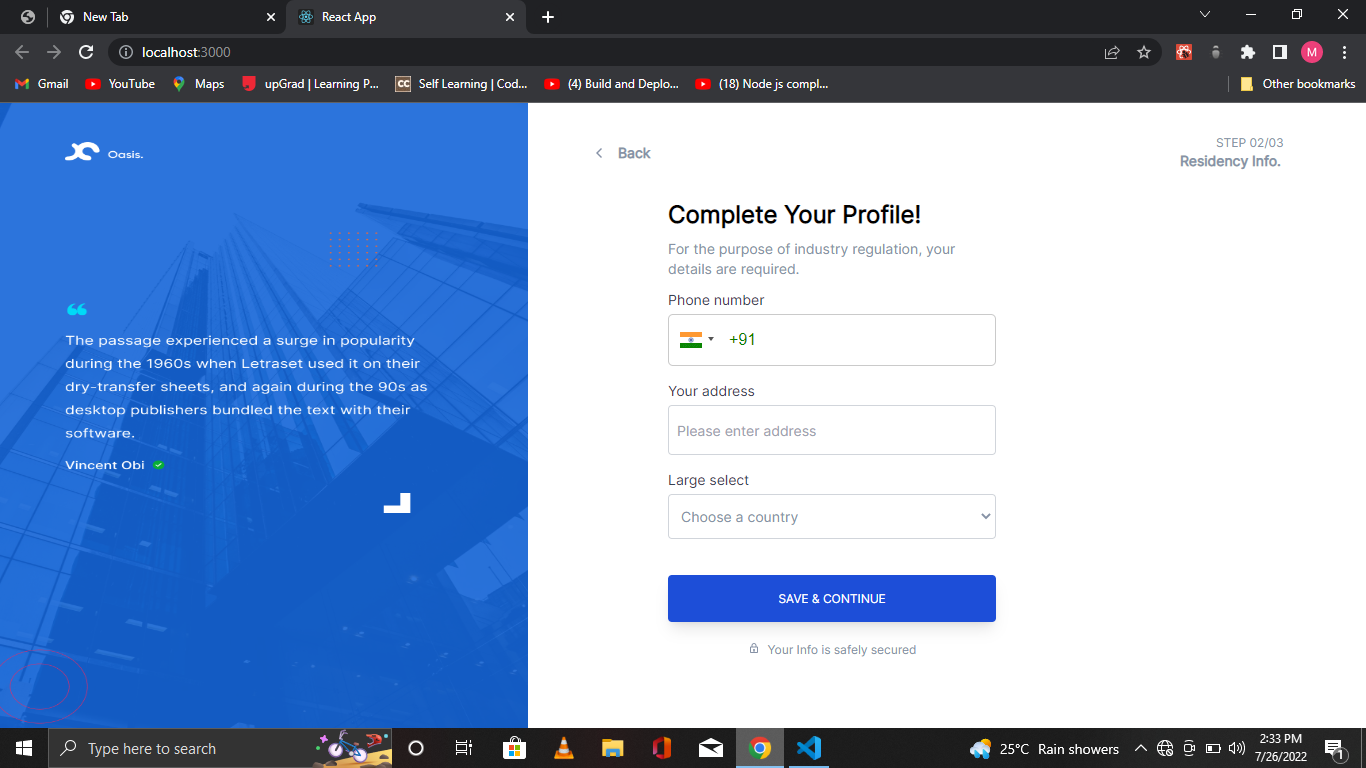 New Tab
React App
localhost:3000
M
Gmail
YouTube
Maps
upGrad | Learning P...
CC
Self Learning | Cod...
(4) Build and Deplo...
(18) Node js compl...
Other bookmarks
Oasis.
“
The passage experienced a surge in popularity
during the 1960s when Letraset used it on their
dry-transfer sheets, and again during the 90s as
desktop publishers bundled the text with their
software.
Vincent Obi
Back
STEP 02/03
Residency Info.
Complete Your Profile!
For the purpose of industry regulation, your
details are required.
Phone number
+91
Your address
Please enter address
Large select
Choose a country
SAVE & CONTINUE
Your Info is safely secured
Type here to search
25°C Rain showers
2:33 PM
7/26/2022
1